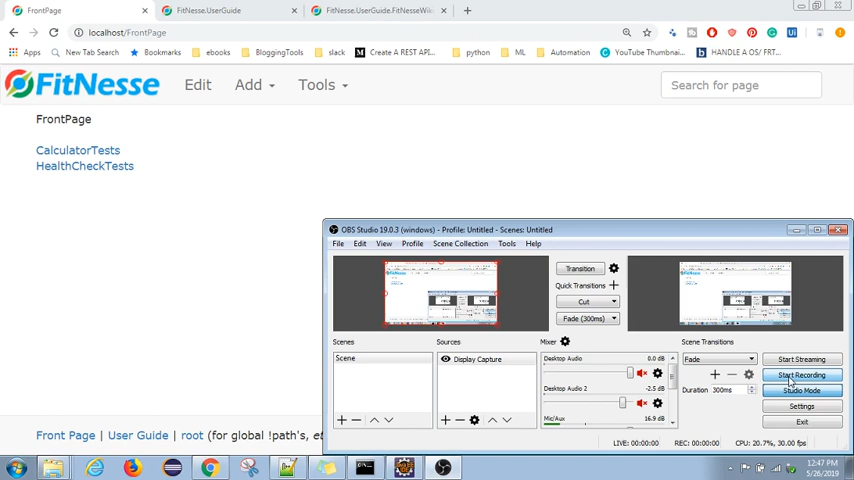 FrontPage
FitNesse.UserGuide
FitNesse.UserGuide.FitNesseWiki
localhost/FrontPage
Apps
New Tab Search
Bookmarks
ebooks
BloggingTools
slack
Create A REST API...
python
ML
Automation
YouTube Thumbnai...
HANDLE A OS/ FRT...
FitNesse
Edit
Add
Tools
Search for page
FrontPage
CalculatorTests
HealthCheckTests
OBS Studio 19.0.3 (windows) - Profile: Untitled - Scenes: Untitled
File Edit View Profile Scene Collection Tools Help
Transition
Quick Transitions
Cut
Fade (300ms)
Scenes
Sources
Mixer
Scene Transitions
Scene
Display Capture
Desktop Audio 0.0 dB
Desktop Audio 2 -2.5 dB
Mic/Aux 16.9 dB
Fade
Duration 300ms
Start Streaming
Start Recording
Studio Mode
Settings
Exit
LIVE: 00:00:00 REC: 00:00:00 CPU: 20.7%, 30.00 fps
Front Page | User Guide | root (for global !path's,
12:47 PM
5/26/2019